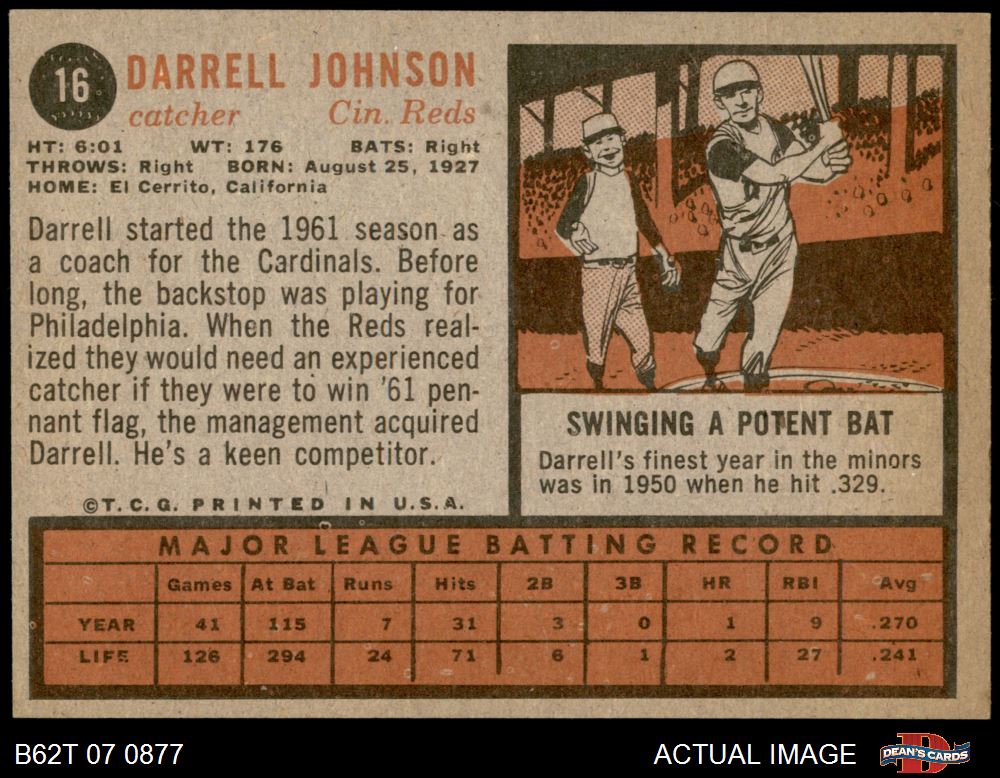 16
DARRELL JOHNSON
catcher Cin. Reds
HT: 6:01 WT: 176 BATS: Right
THROWS: Right BORN: August 25, 1927
HOME: El Cerrito, California
Darrell started the 1961 season as
a coach for the Cardinals. Before
long, the backstop was playing for
Philadelphia. When the Reds real-
ized they would need an experienced
catcher if they were to win '61 pen-
nant flag, the management acquired
Darrell. He's a keen competitor.
©T.C.G. PRINTED IN U.S.A.
SWINGING A POTENT BAT
Darrell's finest year in the minors
was in 1950 when he hit .329.
MAJOR LEAGUE BATTING RECORD
Games At Bat Runs Hits 2B 3B HR RBI Avg
YEAR 41 115 7 31 3 0 1 9 .270
LIFE 126 294 24 71 6 1 2 27 .241
B62T 07 0877 ACTUAL IMAGE DEAN'S CARDS